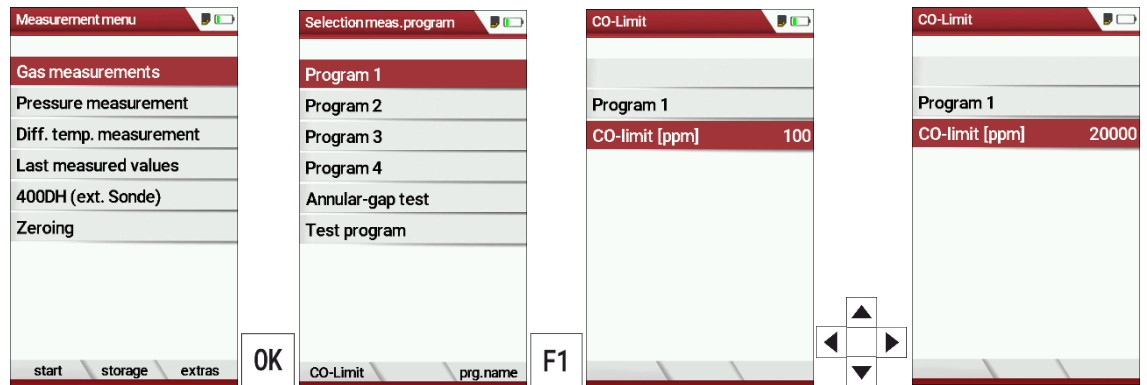 Measurement menu
Gas measurements
Pressure measurement
Diff. temp. measurement
Last measured values
400DH (ext. Sonde)
Zeroing
start storage extras
OK
Selection meas.program
Program 1
Program 2
Program 3
Program 4
Annular-gap test
Test program
CO-Limit prg.name
F1
CO-Limit
Program 1
CO-limit [ppm] 100
CO-Limit
Program 1
CO-limit [ppm] 20000